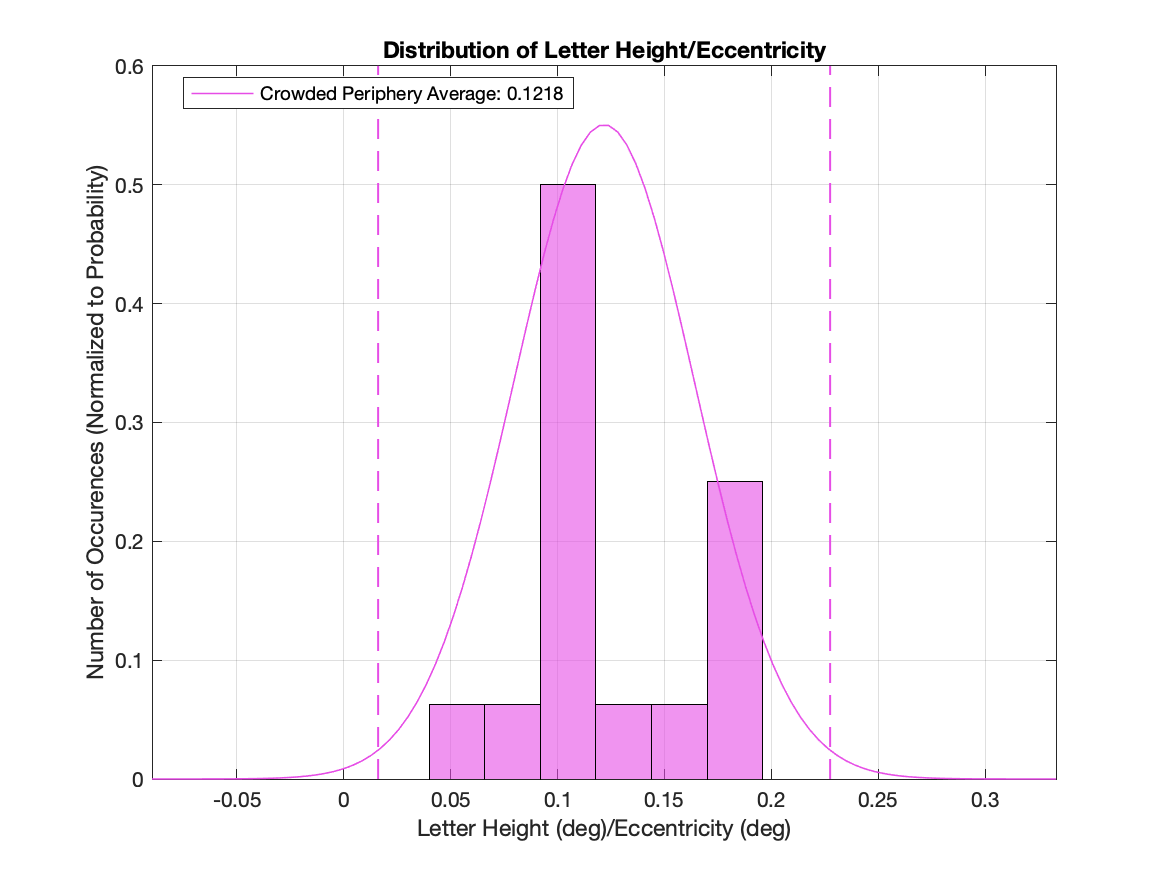 Distribution of Letter Height/Eccentricity
Crowded Periphery Average: 0.1218
Number of Occurences (Normalized to Probability)
0.6
0.5
0.4
0.3
0.2
0.1
0
-0.05 0 0.05 0.1 0.15 0.2 0.25 0.3
Letter Height (deg)/Eccentricity (deg)